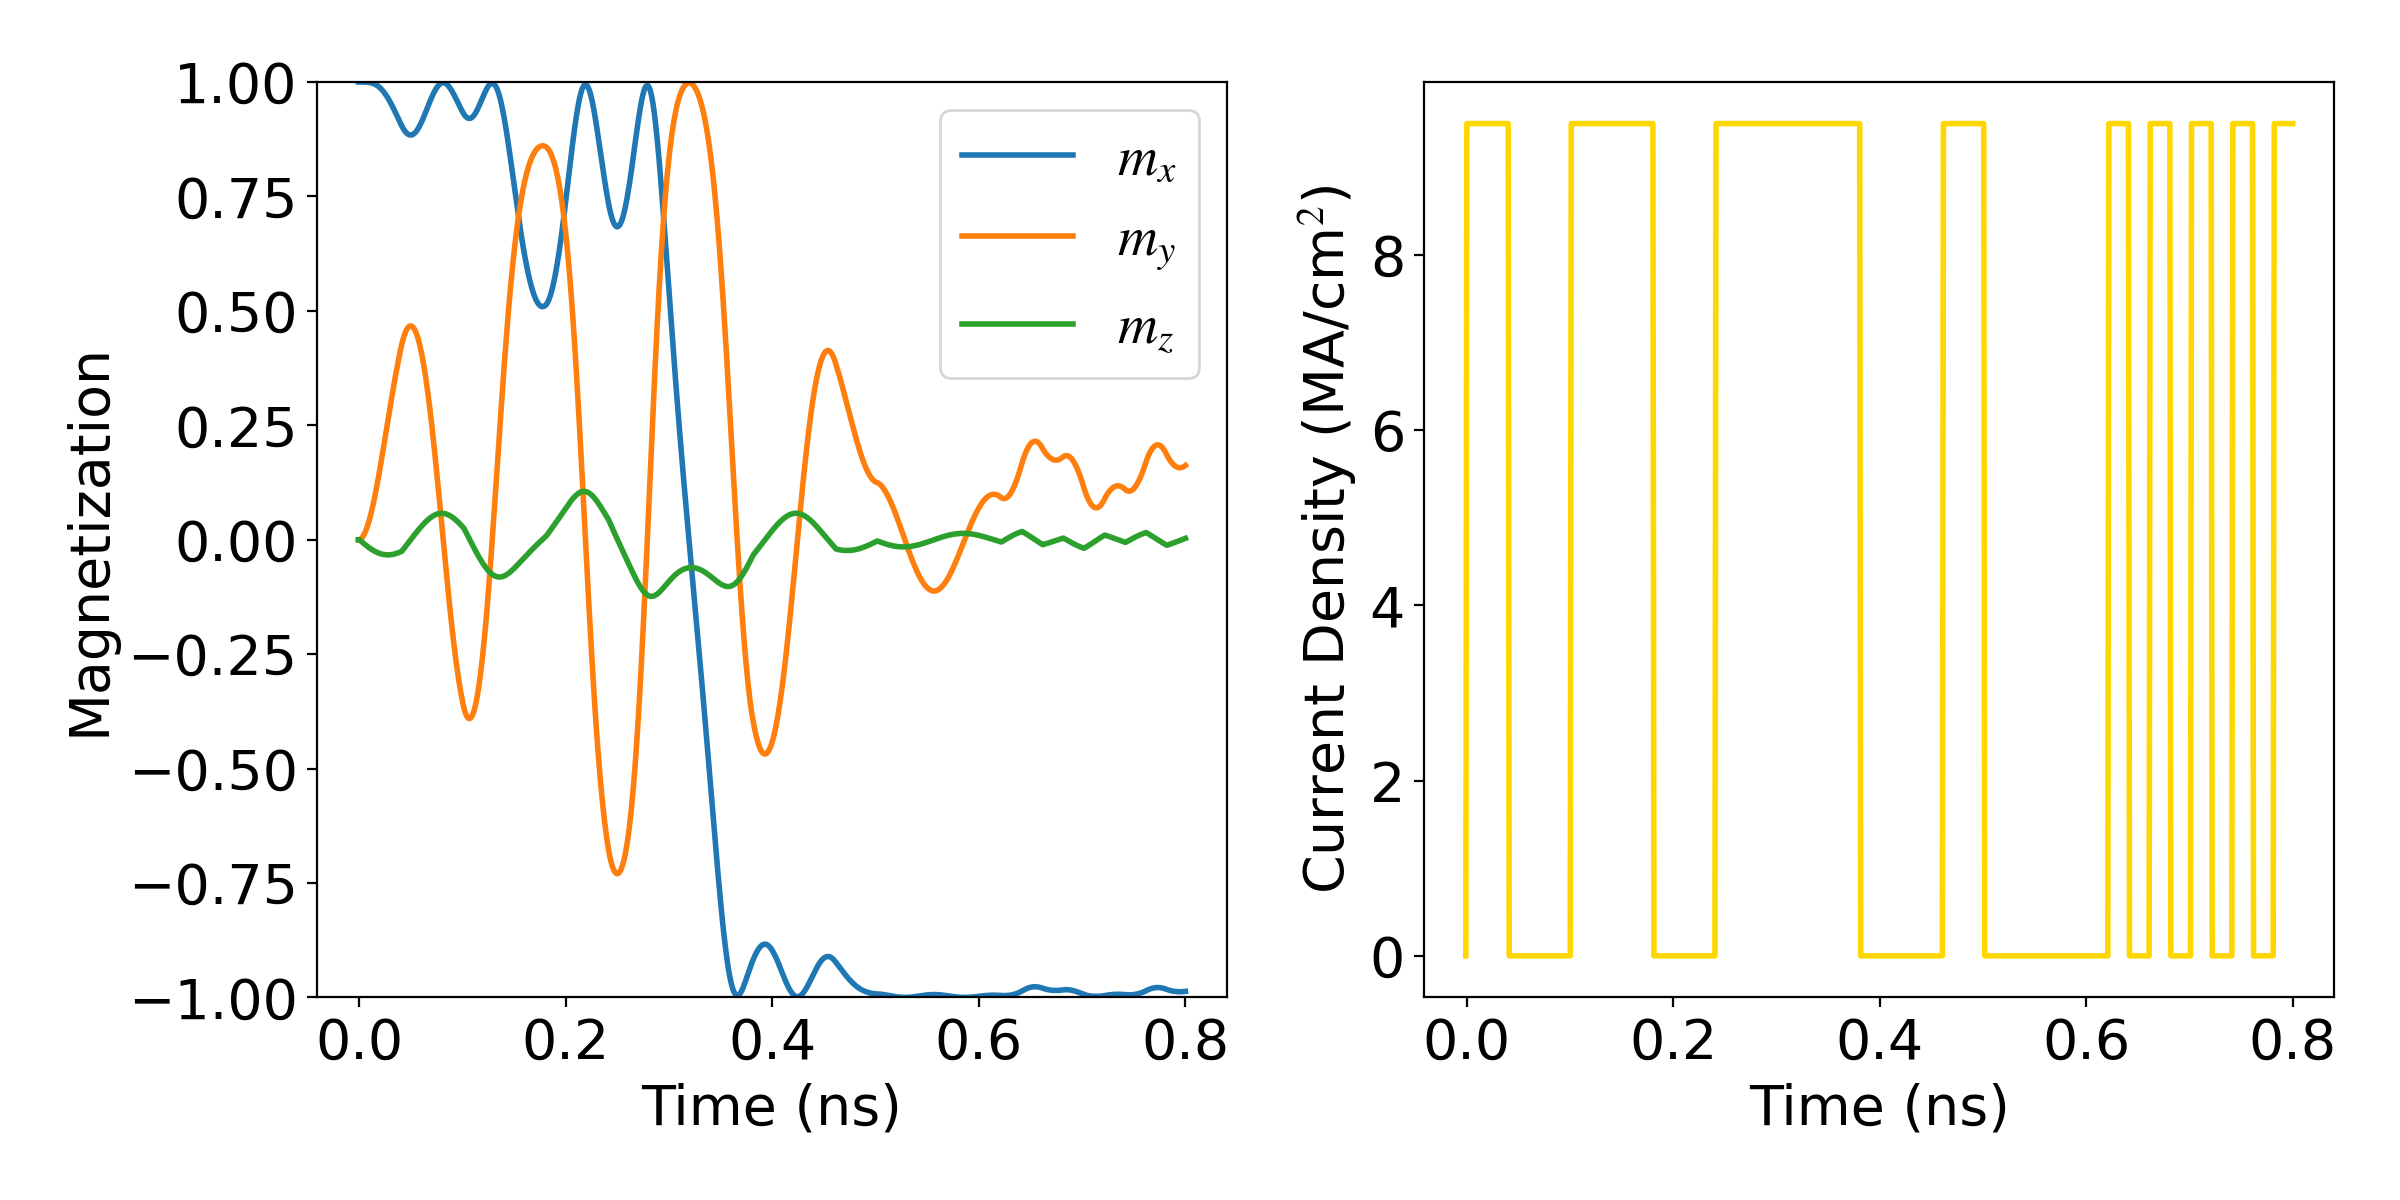 1.00
0.75
0.50
0.25
0.00
−0.25
−0.50
−0.75
−1.00
Magnetization
0.0 0.2 0.4 0.6 0.8
Time (ns)
m_x
m_y
m_z
8
6
4
2
0
Current Density (MA/cm²)
0.0 0.2 0.4 0.6 0.8
Time (ns)